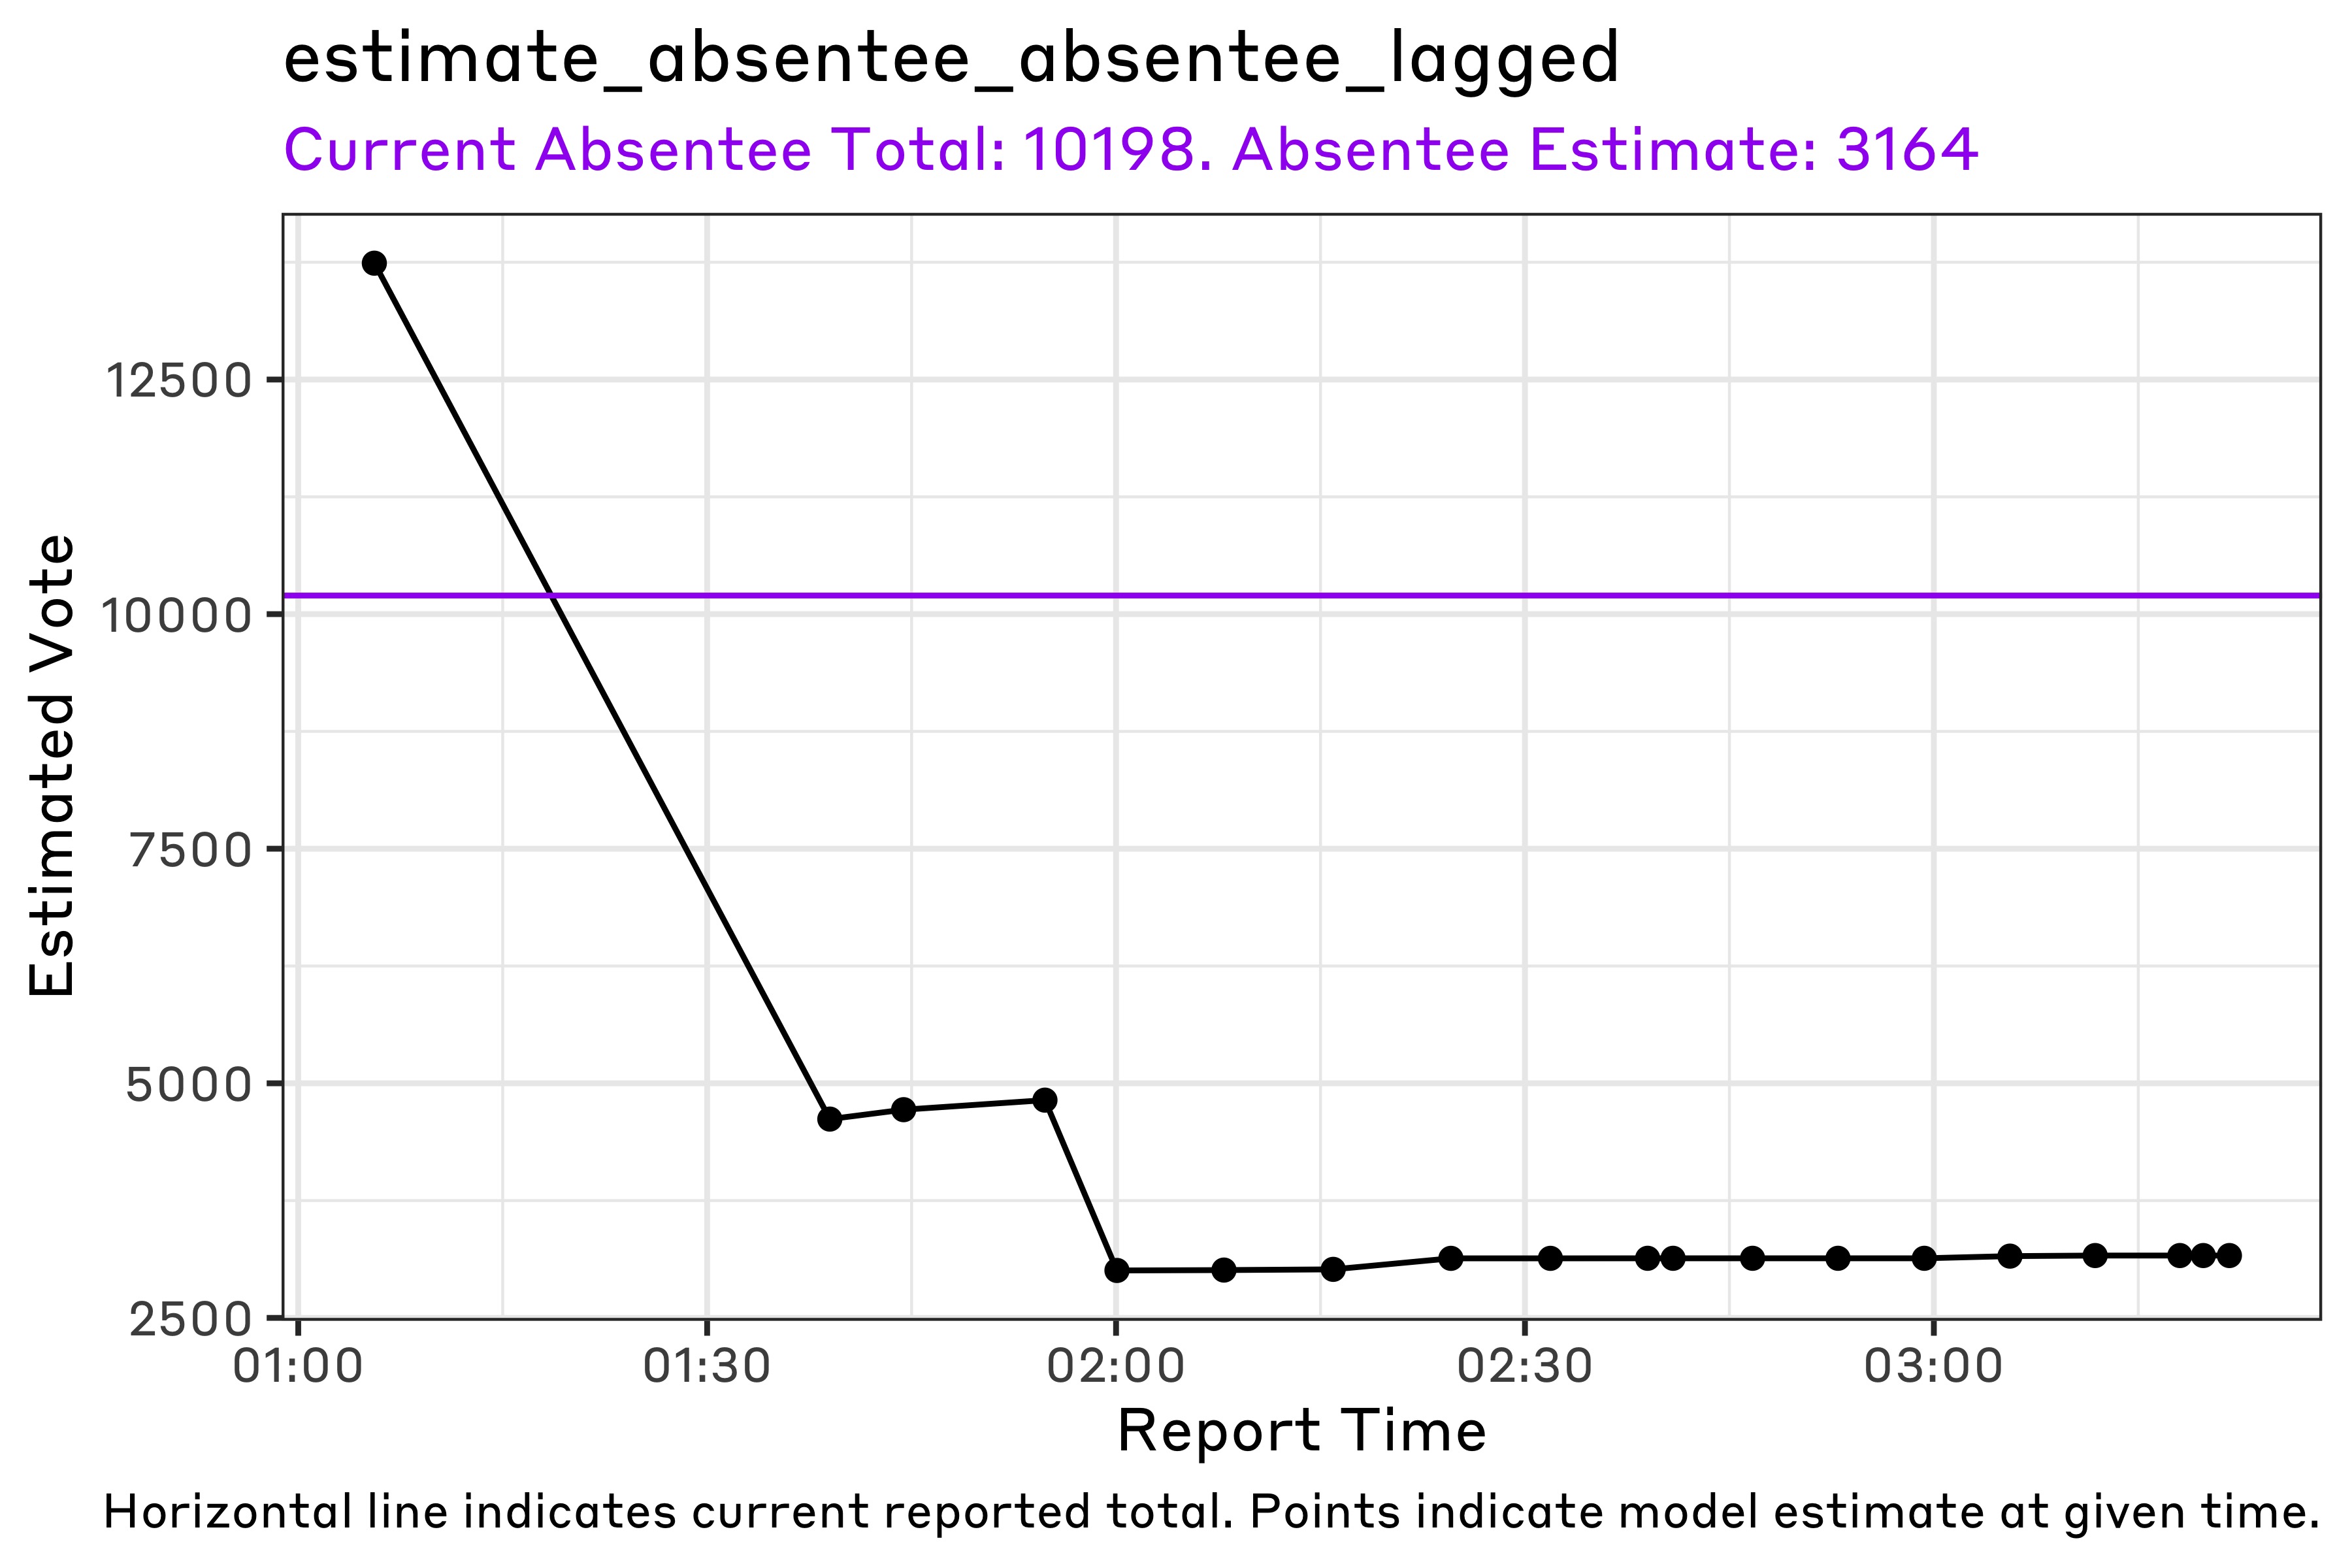 estimate_absentee_absentee_lagged
Current Absentee Total: 10198. Absentee Estimate: 3164
Estimated Vote
12500
10000
7500
5000
2500
01:00 01:30 02:00 02:30 03:00
Report Time
Horizontal line indicates current reported total. Points indicate model estimate at given time.